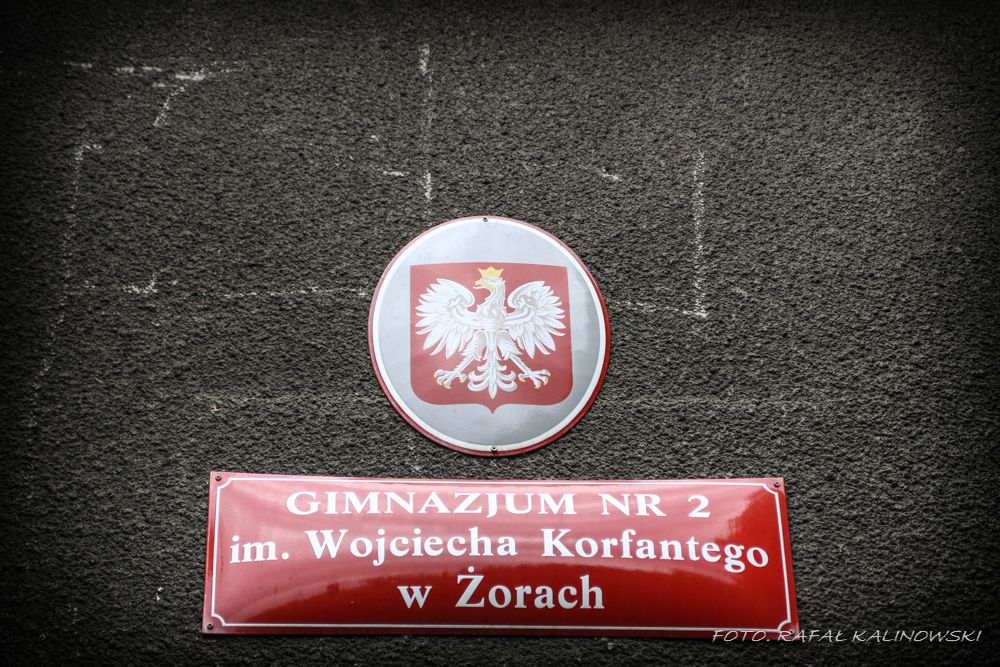 GIMNAZJUM NR 2
im. Wojciecha Korfantego
w Żorach
FOTO. RAFAŁ KALINOWSKI